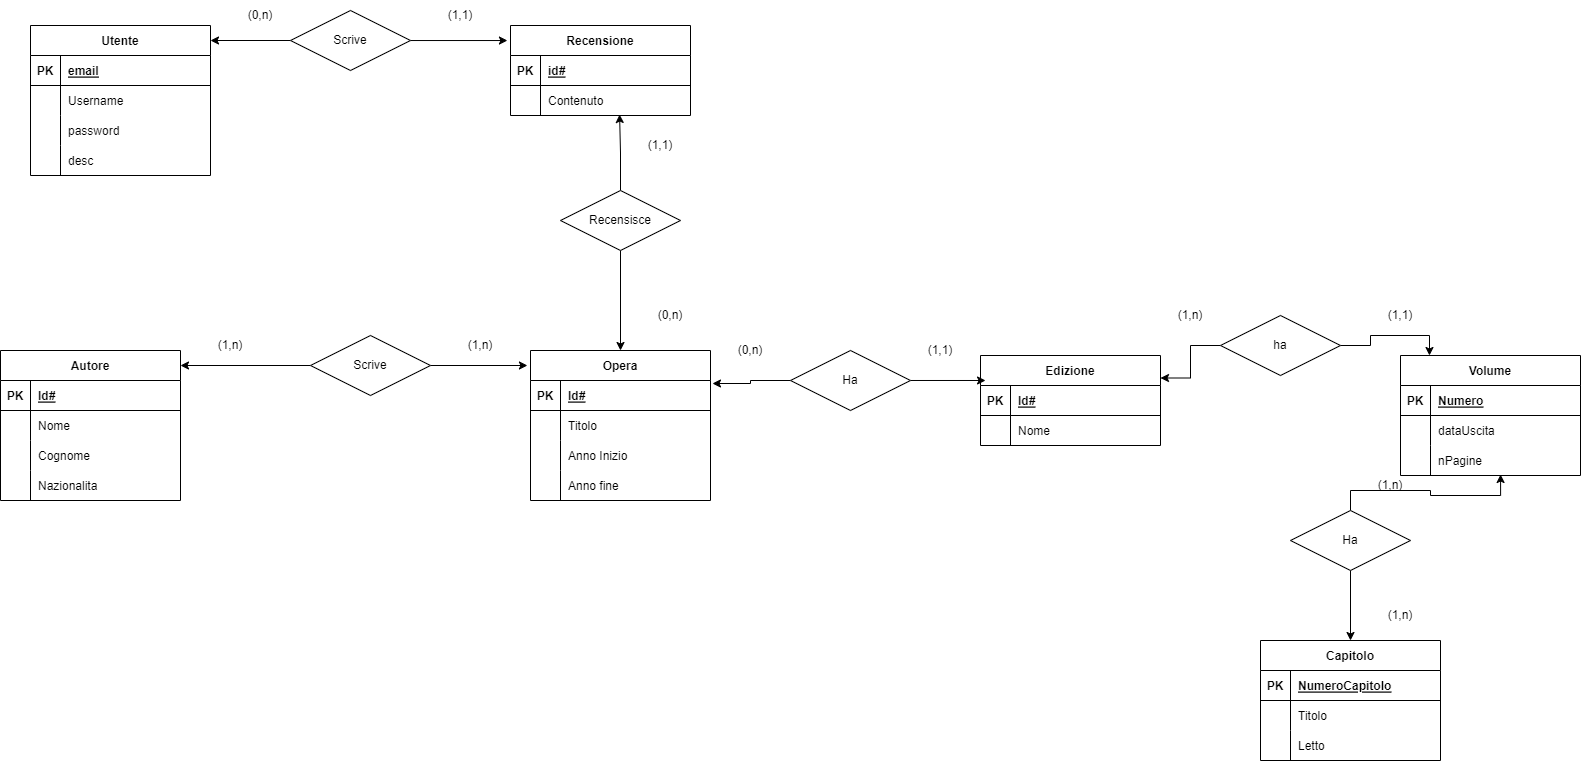 (0,n)
(1,1)
Utente
Scrive
Recensione
PK email
PK id#
Username
Contenuto
password
desc
(1,1)
Recensisce
(0,n)
(1,n)
(1,n)
Autore
Scrive
Opera
PK Id#
PK Id#
Nome
Titolo
Cognome
Anno Inizio
Nazionalita
Anno fine
(0,n)
(1,1)
Ha
Edizione
PK Id#
Nome
(1,n)
(1,1)
ha
Volume
PK Numero
dataUscita
nPagine
(1,n)
Ha
(1,n)
Capitolo
PK NumeroCapitolo
Titolo
Letto